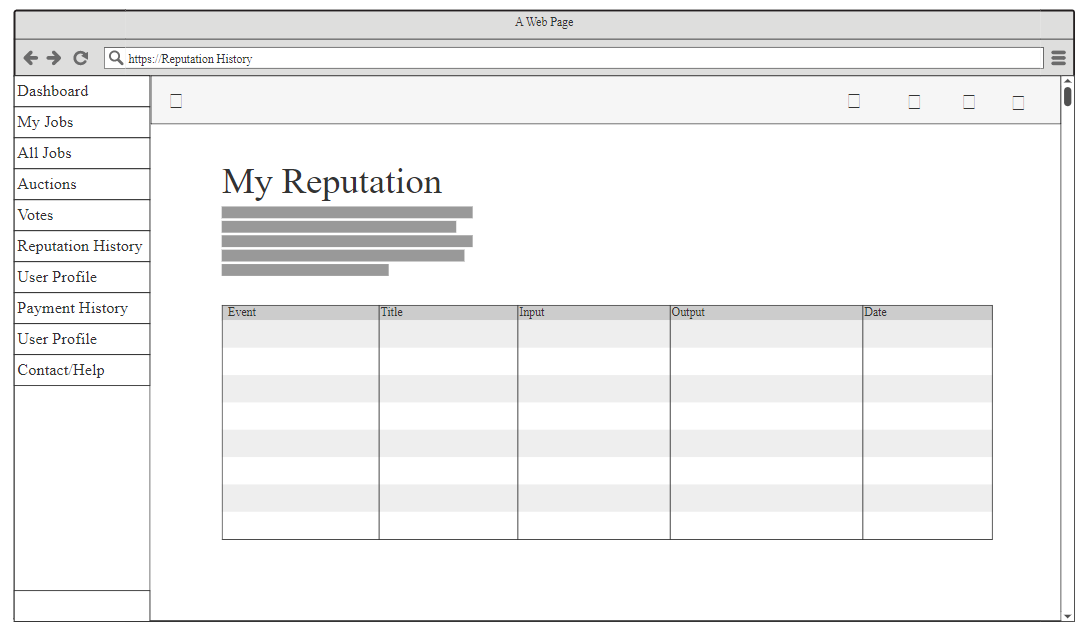 A Web Page
https://Reputation History
Dashboard
My Jobs
All Jobs
Auctions
Votes
Reputation History
User Profile
Payment History
User Profile
Contact/Help
My Reputation
Event Title Input Output Date